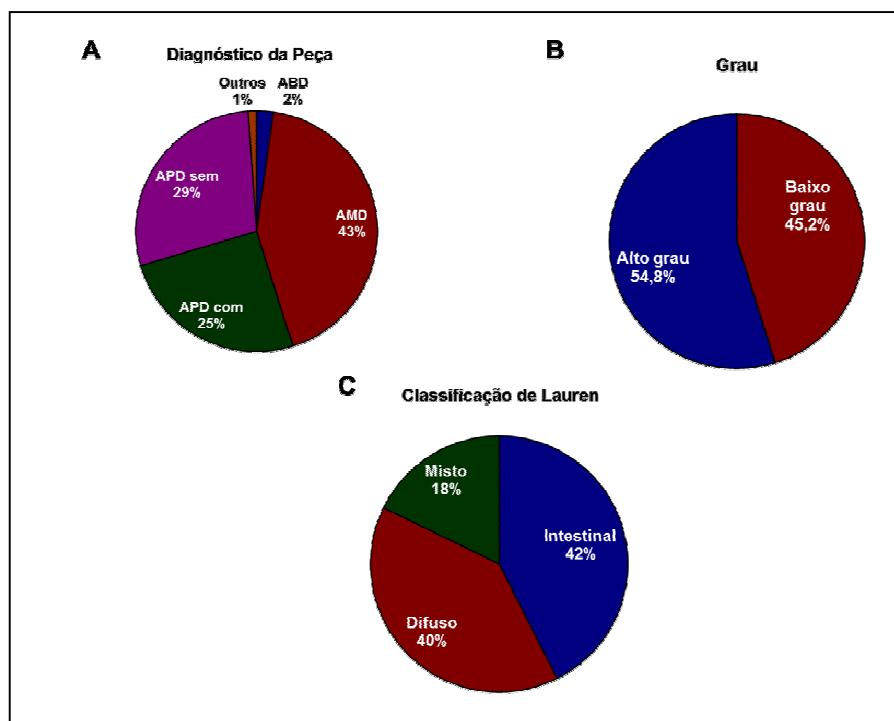 A
Diagnóstico da Peça
Outros
1%
ABD
2%
AMD
43%
APD com
25%
APD sem
29%
B
Grau
Baixo
grau
45,2%
Alto grau
54,8%
C
Classificação de Lauren
Misto
18%
Intestinal
42%
Difuso
40%